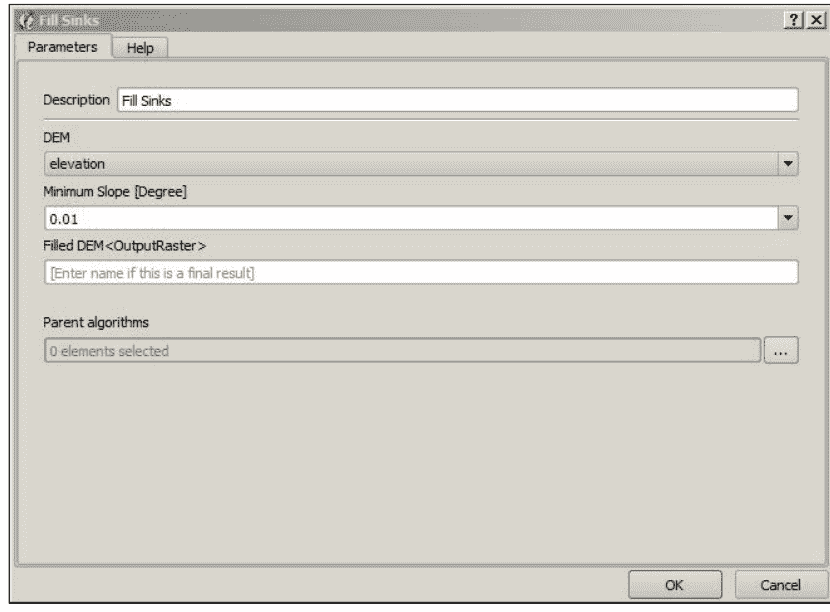 Fill Sinks
Parameters Help
Description Fill Sinks
DEM
elevation
Minimum Slope [Degree]
0.01
Filled DEM<OutputRaster>
[Enter name if this is a final result]
Parent algorithms
0 elements selected
...
OK Cancel